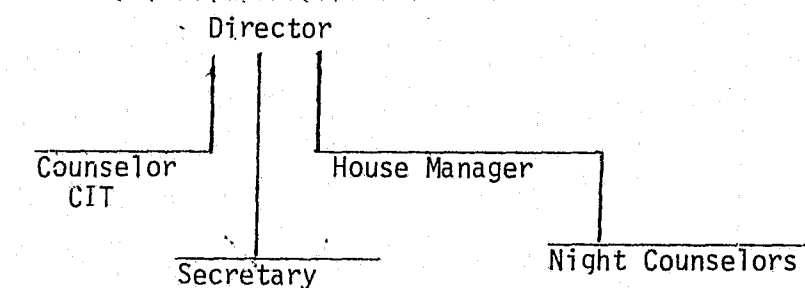 Director
Counselor
CIT
House Manager
Secretary
Night Counselors